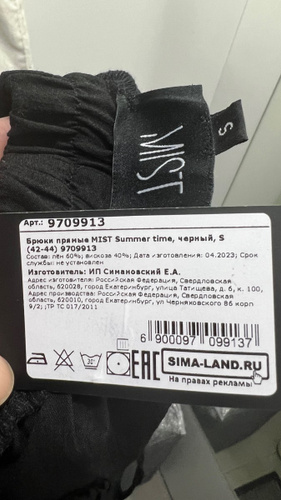 S
MIST
Арт.: 9709913
Брюки прямые MIST Summer time, черный, S
(42-44) 9709913
Состав: лён 60%; вискоза 40%; Дата изготовления: 04.2023; Срок
службы: не установлен
Изготовитель: ИП Симановский Е.А.
Адрес изготовителя: Российская Федерация, Свердловская
область, 620028, город Екатеринбург, улица Татищева, д. 6, к. 100,
Адрес производства: Российская Федерация, Свердловская
область, 620010, город Екатеринбург, ул Черняховского 86 корп
9/2; ;ТР ТС 017/2011
30°
EAC
6 900097 099137
SIMA-LAND.RU
На правах рекламы